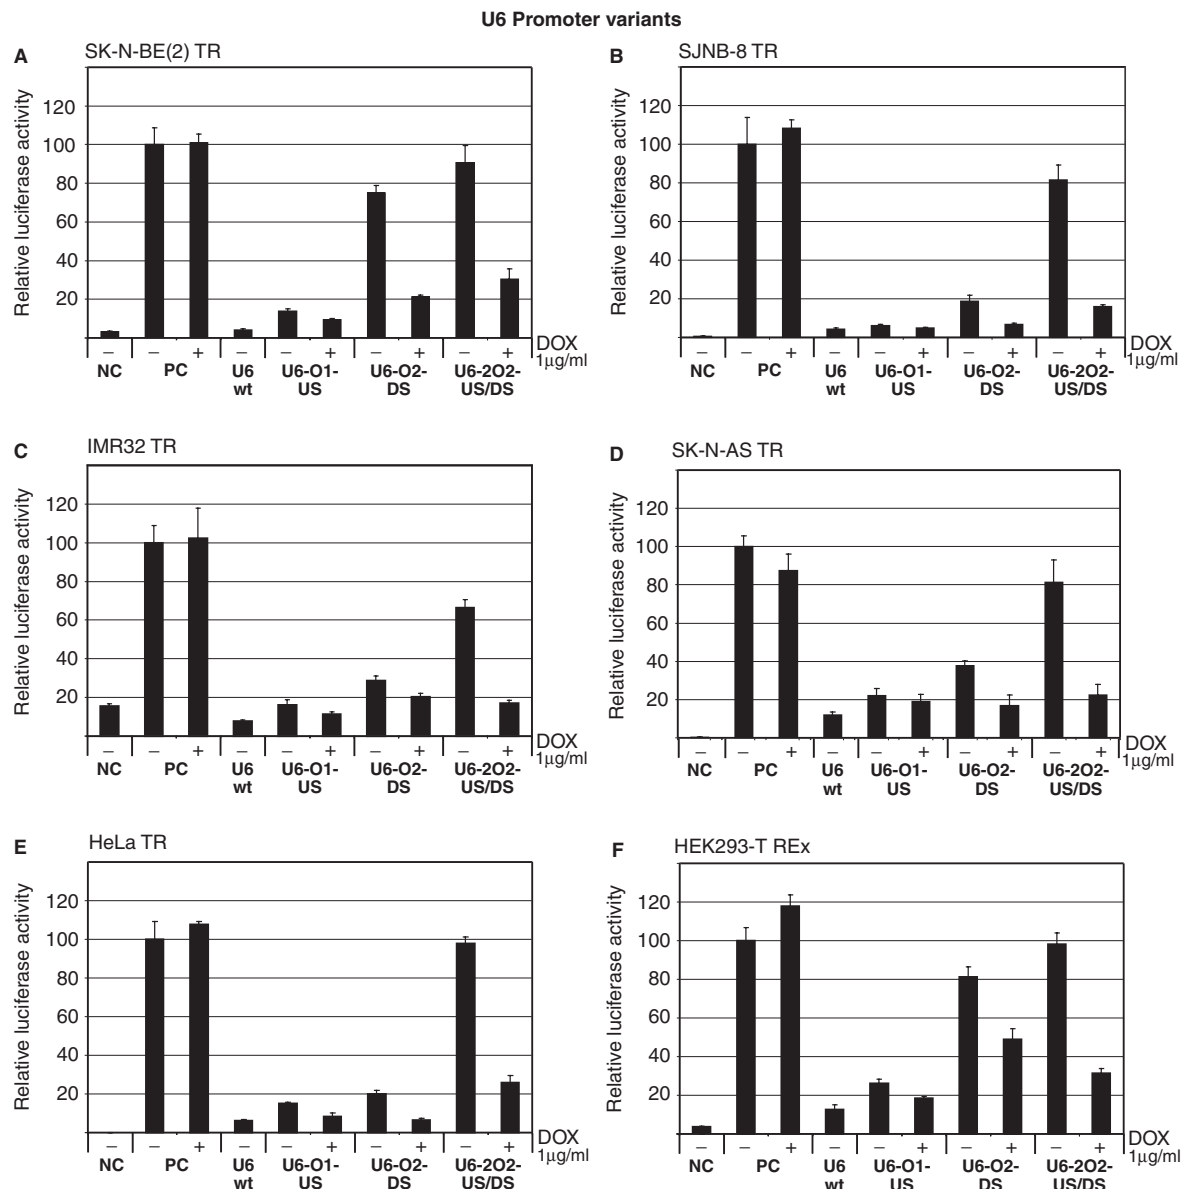 U6 Promoter variants
A
SK-N-BE(2) TR
Relative luciferase activity
120
100
80
60
40
20
– – + – – + – + – +
DOX
1µg/ml
NC PC U6 U6-O1- U6-O2- U6-2O2-
wt US DS US/DS
B
SJNB-8 TR
Relative luciferase activity
120
100
80
60
40
20
– – + – – + – + – +
DOX
1µg/ml
NC PC U6 U6-O1- U6-O2- U6-2O2-
wt US DS US/DS
C
IMR32 TR
Relative luciferase activity
120
100
80
60
40
20
– – + – – + – + – +
DOX
1µg/ml
NC PC U6 U6-O1- U6-O2- U6-2O2-
wt US DS US/DS
D
SK-N-AS TR
Relative luciferase activity
120
100
80
60
40
20
– – + – – + – + – +
DOX
1µg/ml
NC PC U6 U6-O1- U6-O2- U6-2O2-
wt US DS US/DS
E
HeLa TR
Relative luciferase activity
120
100
80
60
40
20
– – + – – + – + – +
DOX
1µg/ml
NC PC U6 U6-O1- U6-O2- U6-2O2-
wt US DS US/DS
F
HEK293-T REx
Relative luciferase activity
120
100
80
60
40
20
– – + – – + – + – +
DOX
1µg/ml
NC PC U6 U6-O1- U6-O2- U6-2O2-
wt US DS US/DS